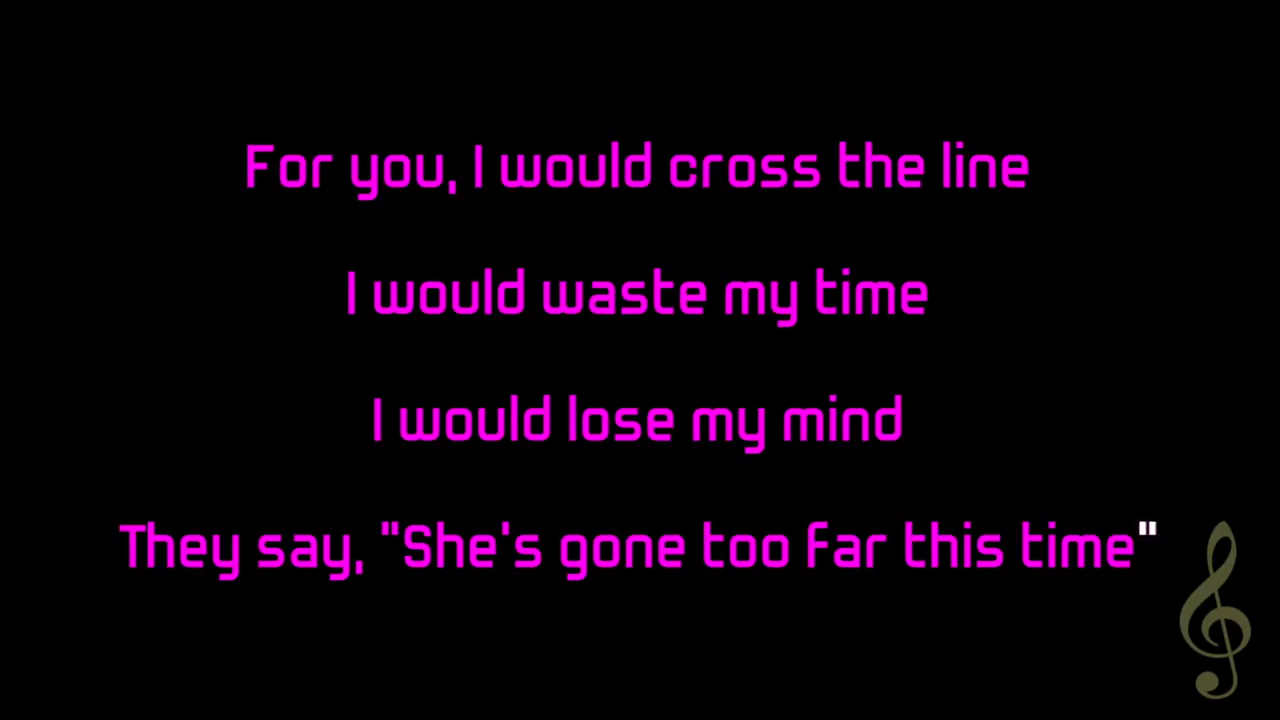 For you, I would cross the line
I would waste my time
I would lose my mind
They say, "She's gone too far this time"